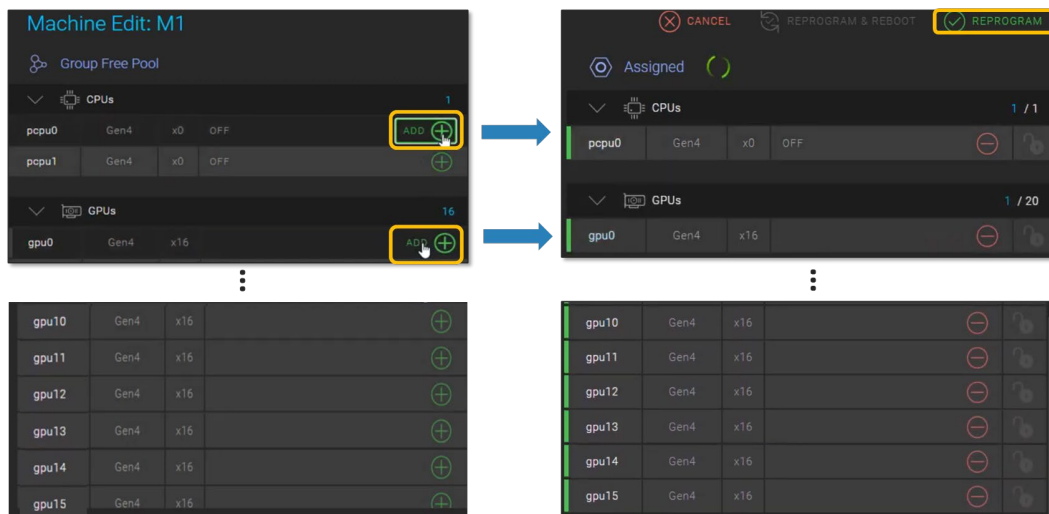 Machine Edit: M1
Group Free Pool
CPUs 1
pcpu0 Gen4 x0 OFF ADD
pcpu1 Gen4 x0 OFF
GPUs 16
gpu0 Gen4 x16 ADD
gpu10 Gen4 x16
gpu11 Gen4 x16
gpu12 Gen4 x16
gpu13 Gen4 x16
gpu14 Gen4 x16
gpu15 Gen4 x16
CANCEL REPROGRAM & REBOOT REPROGRAM
Assigned
CPUs 1 / 1
pcpu0 Gen4 x0 OFF
GPUs 1 / 20
gpu0 Gen4 x16
gpu10 Gen4 x16
gpu11 Gen4 x16
gpu12 Gen4 x16
gpu13 Gen4 x16
gpu14 Gen4 x16
gpu15 Gen4 x16